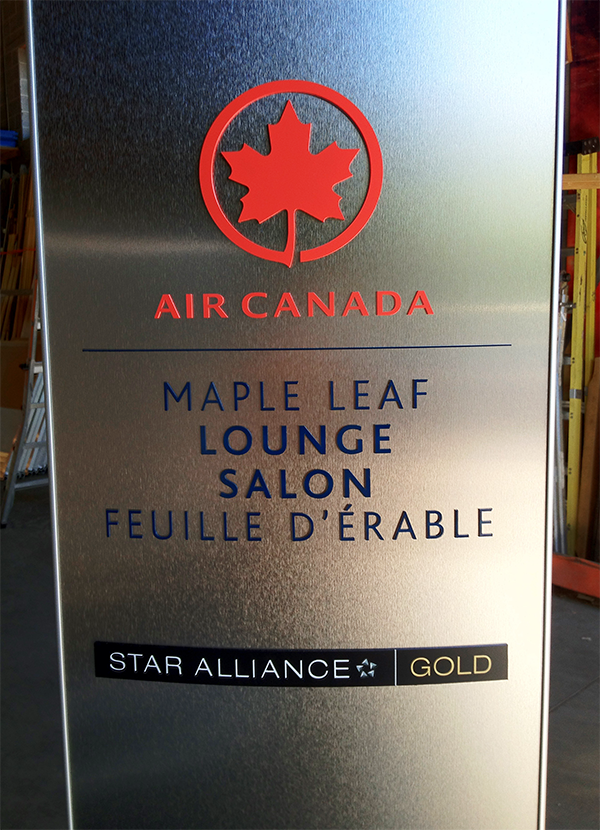 AIR CANADA
MAPLE LEAF
LOUNGE
SALON
FEUILLE D'ÉRABLE
STAR ALLIANCE GOLD